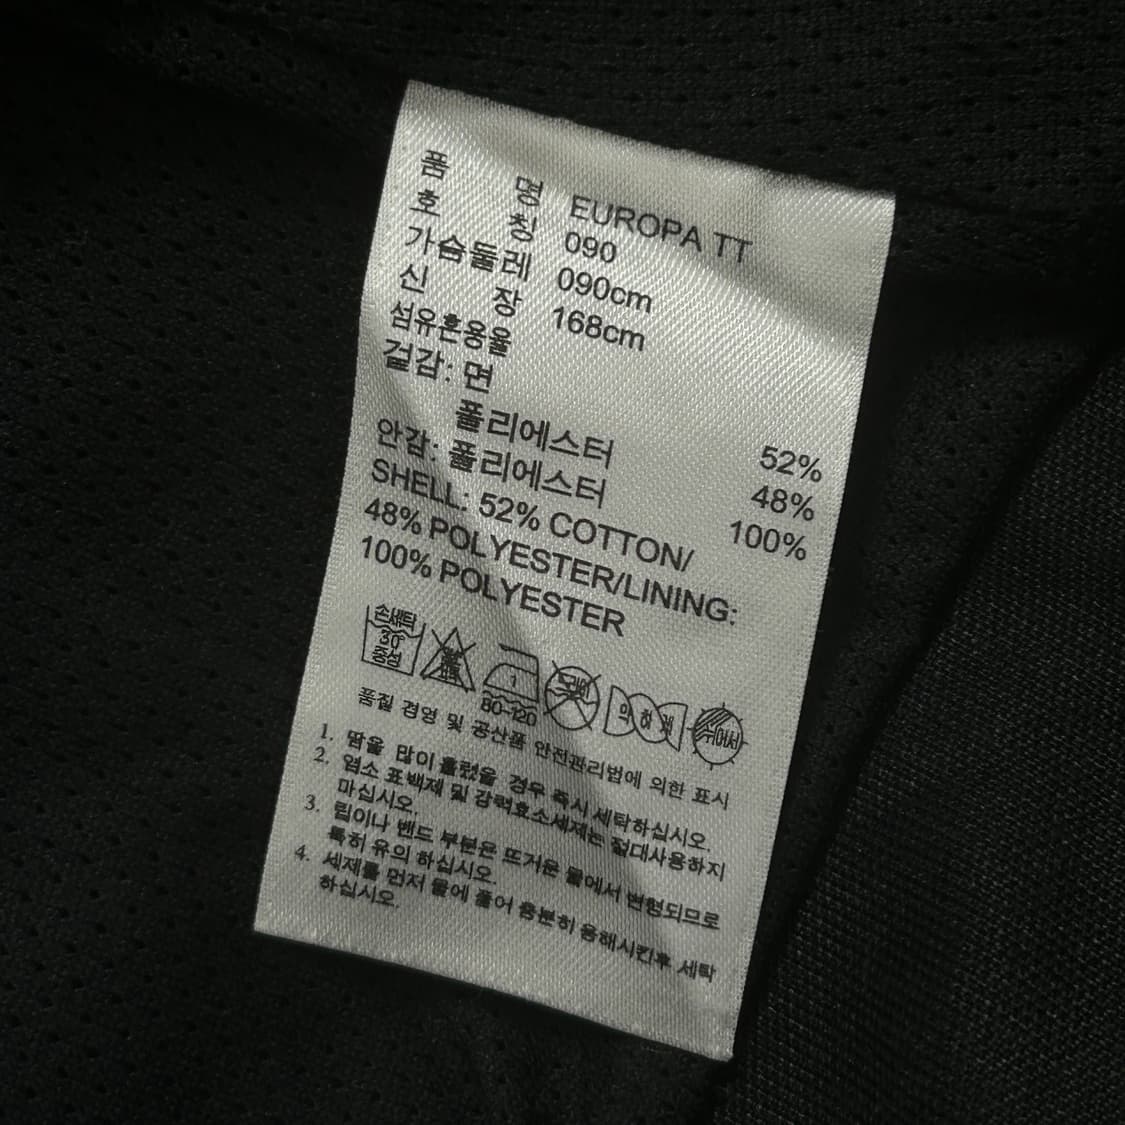 품 명 EUROPA TT
호 칭 090
가슴둘레 090cm
신 장 168cm
섬유혼용율
겉감: 면 52%
폴리에스터 48%
안감: 폴리에스터 100%
SHELL: 52% COTTON/
48% POLYESTER/LINING:
100% POLYESTER
손세탁
30°
중성
1
80-120
드라이
약하게
뉘어서
품질 경영 및 공산품 안전관리법에 의한 표시
1. 땀을 많이 흘렸을 경우 즉시 세탁하십시오.
2. 염소 표백제 및 강력효소세제는 절대사용하지
마십시오.
3. 립이나 밴드 부분은 뜨거운 물에서 변형되므로
특히 유의 하십시오.
4. 세제를 먼저 물에 풀어 충분히 용해시킨후 세탁
하십시오.